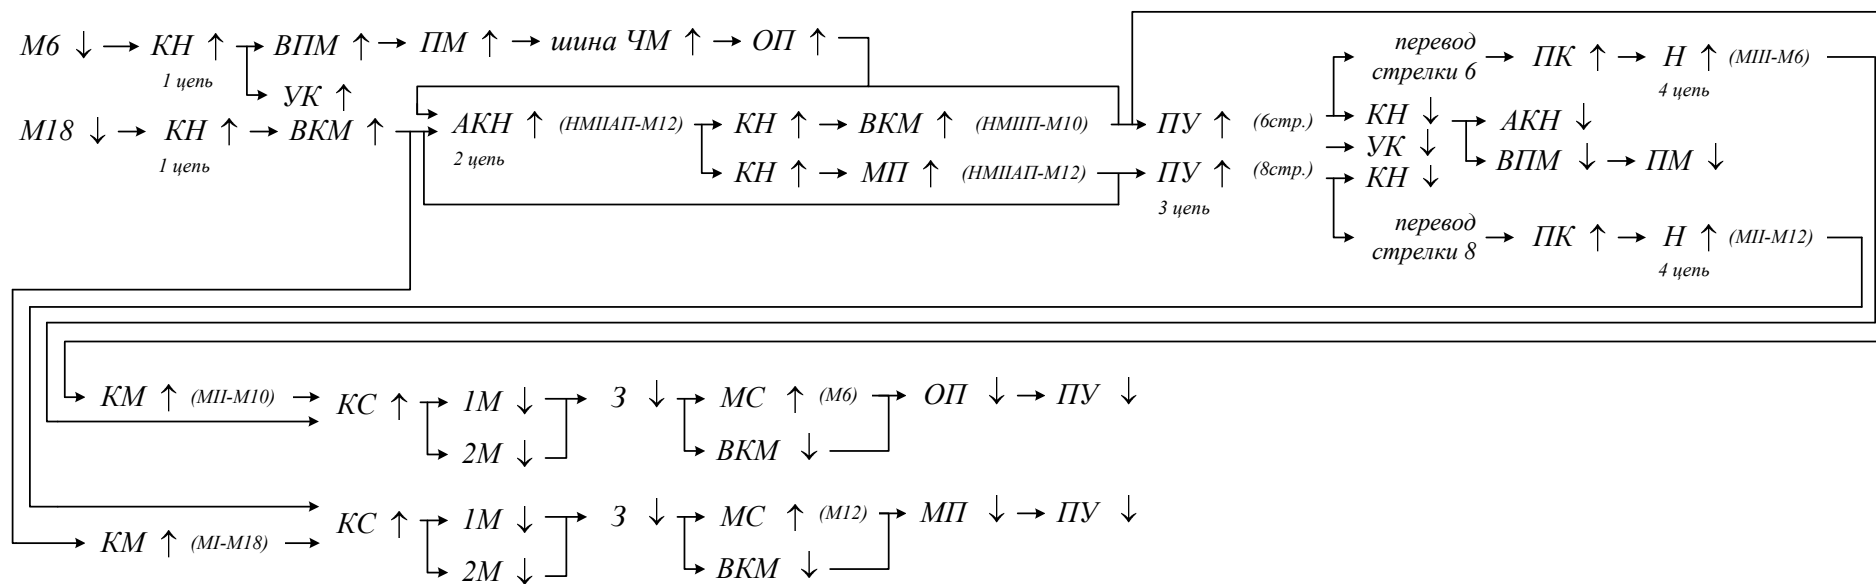 М6 ↓ → КН ↑ → ВПМ ↑ → ПМ ↑ → шина ЧМ ↑ → ОП ↑
1 цепь
УК ↑
М18 ↓ → КН ↑ → ВКМ ↑
1 цепь
АКН ↑ (НМIIАП-М12)
2 цепь
КН ↑ → ВКМ ↑ (НМIIП-М10)
КН ↑ → МП ↑ (НМIIАП-М12)
ПУ ↑ (6стр.)
ПУ ↑ (8стр.)
3 цепь
перевод
стрелки 6 → ПК ↑ → Н ↑ (МIII-М6)
4 цепь
КН ↓ → АКН ↓
УК ↓
ВПМ ↓ → ПМ ↓
КН ↓
перевод
стрелки 8 → ПК ↑ → Н ↑ (МII-М12)
4 цепь
КМ ↑ (МII-М10) → КС ↑ → 1М ↓ → З ↓ → МС ↑ (М6) → ОП ↓ → ПУ ↓
2М ↓
ВКМ ↓
КМ ↑ (МI-М18) → КС ↑ → 1М ↓ → З ↓ → МС ↑ (М12) → МП ↓ → ПУ ↓
2М ↓
ВКМ ↓